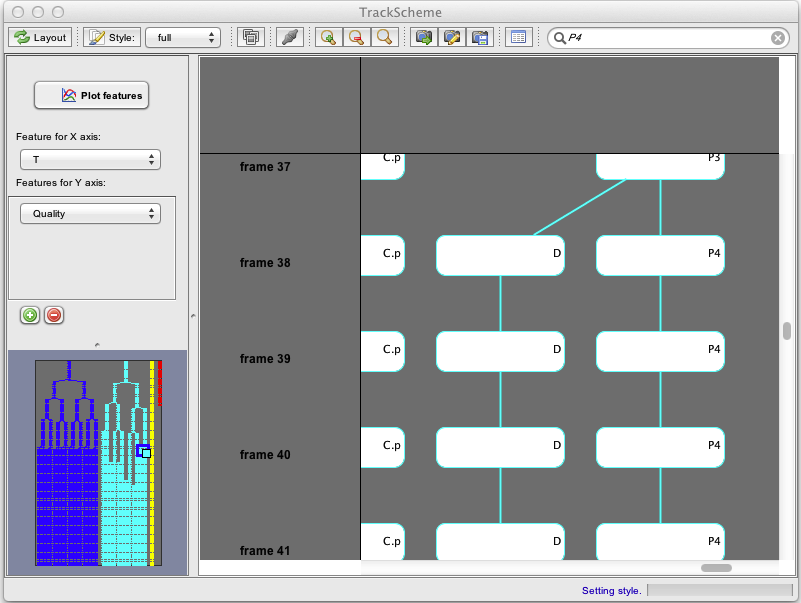 TrackScheme
Layout Style: full P4
Plot features
Feature for X axis:
T
Features for Y axis:
Quality
frame 37 C.p P3
frame 38 C.p D P4
frame 39 C.p D P4
frame 40 C.p D P4
frame 41 C.p D P4
Setting style.